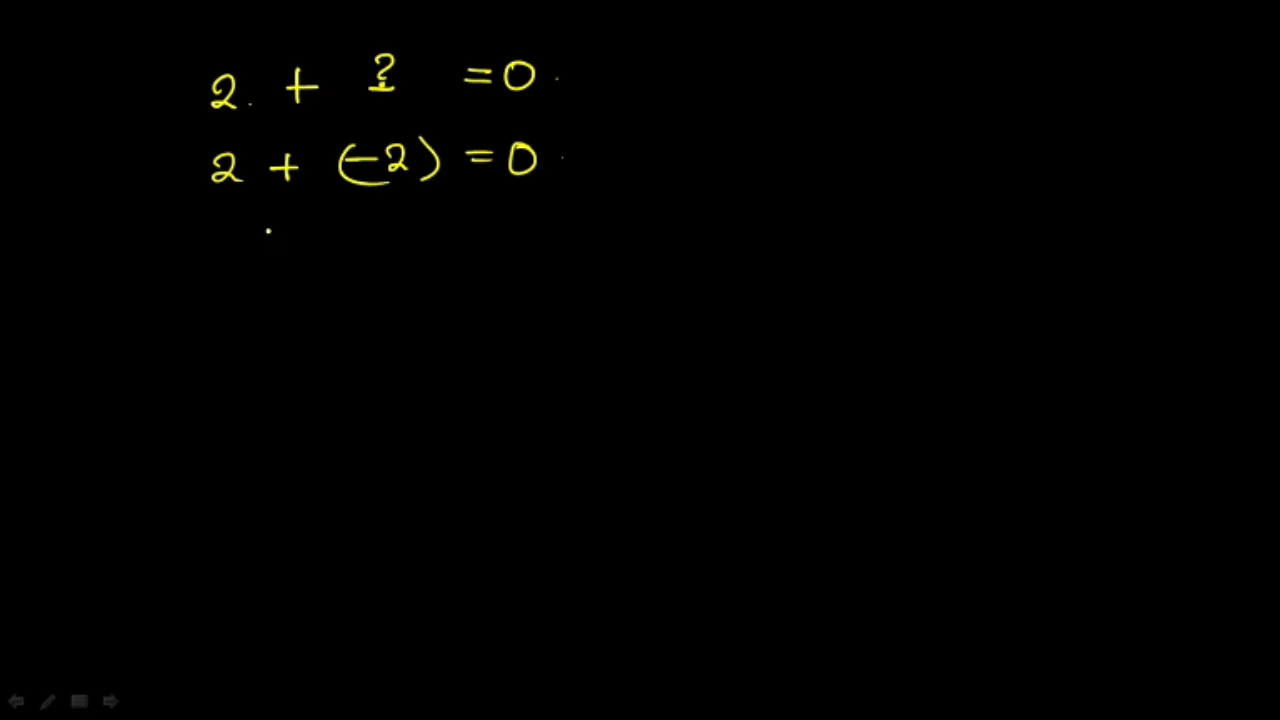 2 + ? = 0
2 + (-2) = 0